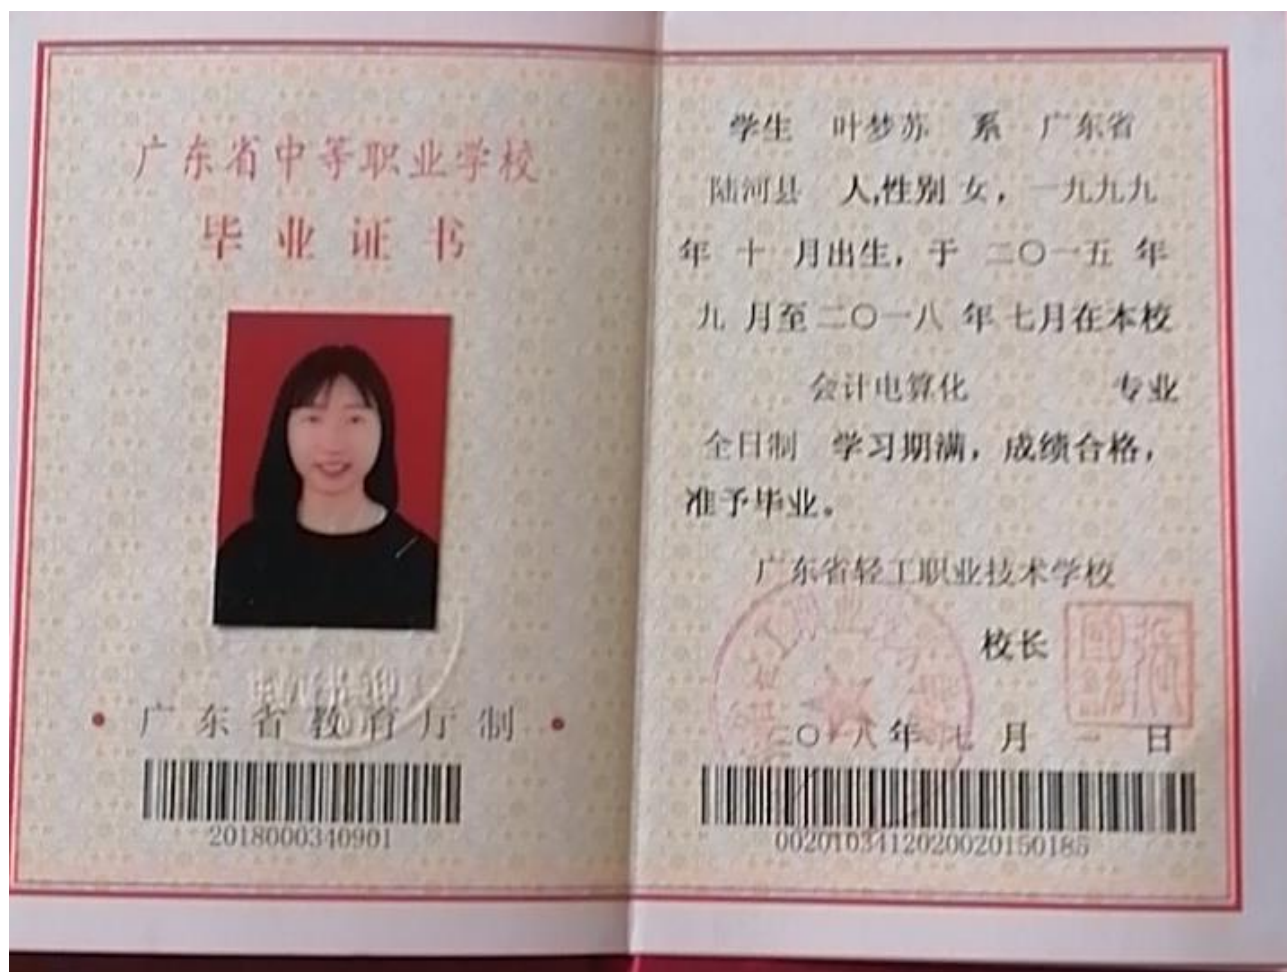 广东省中等职业学校
毕业证书
广东省教育厅制
2018000340901
学生 叶梦苏 系 广东省
陆河县 人,性别 女，一九九九
年 十 月出生，于 二〇一五 年
九 月至二〇一八 年 七月在本校
会计电算化 专业
全日制 学习期满，成绩合格，
准予毕业。
广东省轻工职业技术学校
校长
二〇一八年 七 月 一 日
0020103412020020150185